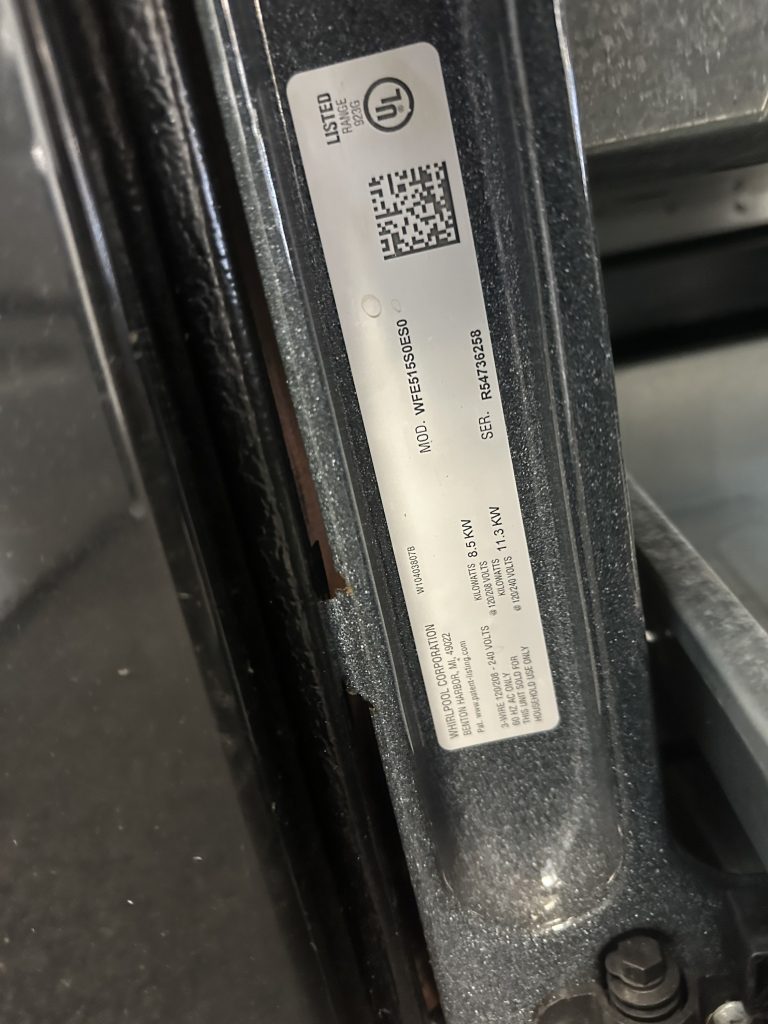 LISTED
RANGE
923G
UL
MOD. WFE515S0ES0
SER. R54736258
W10403807B
WHIRLPOOL CORPORATION
BENTON HARBOR, MI, 49022
Pat. www.patent-listing.com
3-WIRE 120/208 - 240 VOLTS
60 HZ AC ONLY
THIS UNIT SOLD FOR
HOUSEHOLD USE ONLY
KILOWATTS 8.5 KW
@ 120/208 VOLTS
KILOWATTS 11.3 KW
@ 120/240 VOLTS